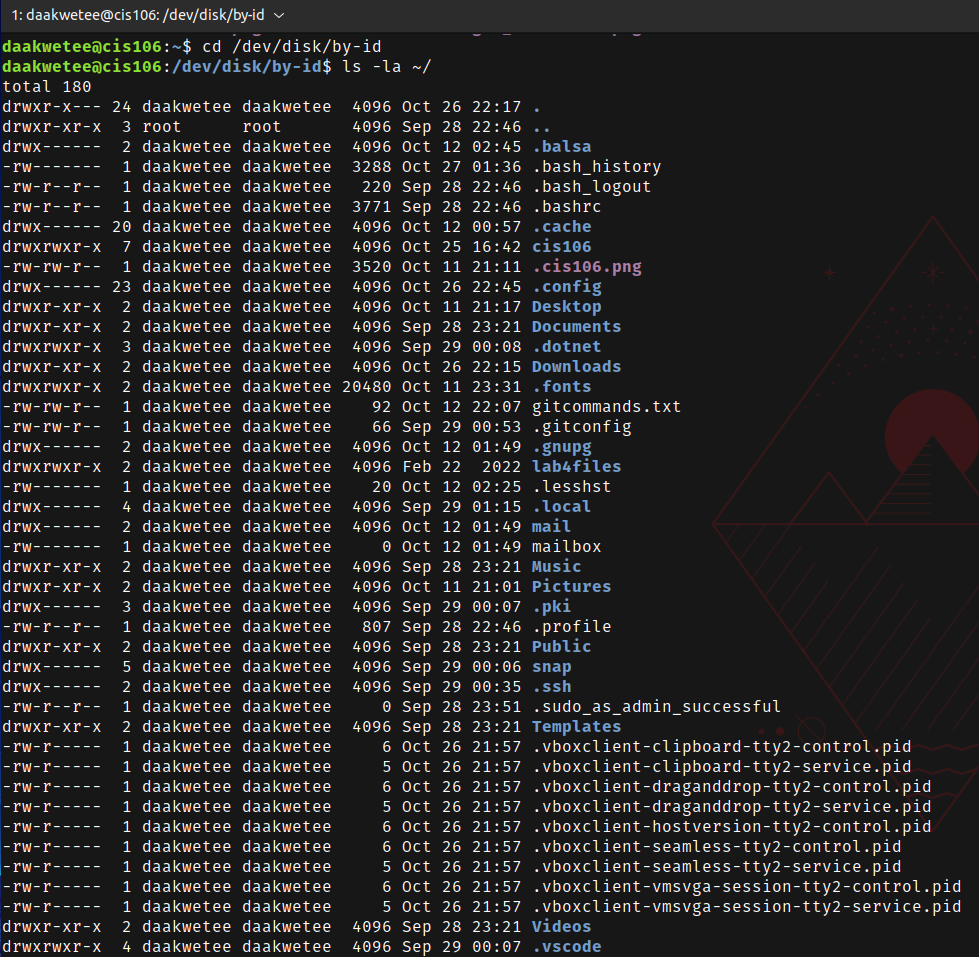 1: daakwetee@cis106: /dev/disk/by-id
daakwetee@cis106:~$ cd /dev/disk/by-id
daakwetee@cis106:/dev/disk/by-id$ ls -la ~/
total 180
drwxr-x--- 24 daakwetee daakwetee  4096 Oct 26 22:17 .
drwxr-xr-x  3 root      root       4096 Sep 28 22:46 ..
drwx------  2 daakwetee daakwetee  4096 Oct 12 02:45 .balsa
-rw-------  1 daakwetee daakwetee  3288 Oct 27 01:36 .bash_history
-rw-r--r--  1 daakwetee daakwetee   220 Sep 28 22:46 .bash_logout
-rw-r--r--  1 daakwetee daakwetee  3771 Sep 28 22:46 .bashrc
drwx------ 20 daakwetee daakwetee  4096 Oct 12 00:57 .cache
drwxrwxr-x  7 daakwetee daakwetee  4096 Oct 25 16:42 cis106
-rw-rw-r--  1 daakwetee daakwetee  3520 Oct 11 21:11 .cis106.png
drwx------ 23 daakwetee daakwetee  4096 Oct 26 22:45 .config
drwxr-xr-x  2 daakwetee daakwetee  4096 Oct 11 21:17 Desktop
drwxr-xr-x  2 daakwetee daakwetee  4096 Sep 28 23:21 Documents
drwxrwxr-x  3 daakwetee daakwetee  4096 Sep 29 00:08 .dotnet
drwxr-xr-x  2 daakwetee daakwetee  4096 Oct 26 22:15 Downloads
drwxrwxr-x  2 daakwetee daakwetee 20480 Oct 11 23:31 .fonts
-rw-rw-r--  1 daakwetee daakwetee    92 Oct 12 22:07 gitcommands.txt
-rw-rw-r--  1 daakwetee daakwetee    66 Sep 29 00:53 .gitconfig
drwx------  2 daakwetee daakwetee  4096 Oct 12 01:49 .gnupg
drwxrwxr-x  2 daakwetee daakwetee  4096 Feb 22  2022 lab4files
-rw-------  1 daakwetee daakwetee    20 Oct 12 02:25 .lesshst
drwx------  4 daakwetee daakwetee  4096 Sep 29 01:15 .local
drwx------  2 daakwetee daakwetee  4096 Oct 12 01:49 mail
-rw-------  1 daakwetee daakwetee     0 Oct 12 01:49 mailbox
drwxr-xr-x  2 daakwetee daakwetee  4096 Sep 28 23:21 Music
drwxr-xr-x  2 daakwetee daakwetee  4096 Oct 11 21:01 Pictures
drwx------  3 daakwetee daakwetee  4096 Sep 29 00:07 .pki
-rw-r--r--  1 daakwetee daakwetee   807 Sep 28 22:46 .profile
drwxr-xr-x  2 daakwetee daakwetee  4096 Sep 28 23:21 Public
drwx------  5 daakwetee daakwetee  4096 Sep 29 00:06 snap
drwx------  2 daakwetee daakwetee  4096 Sep 29 00:35 .ssh
-rw-r--r--  1 daakwetee daakwetee     0 Sep 28 23:51 .sudo_as_admin_successful
drwxr-xr-x  2 daakwetee daakwetee  4096 Sep 28 23:21 Templates
-rw-r-----  1 daakwetee daakwetee     6 Oct 26 21:57 .vboxclient-clipboard-tty2-control.pid
-rw-r-----  1 daakwetee daakwetee     5 Oct 26 21:57 .vboxclient-clipboard-tty2-service.pid
-rw-r-----  1 daakwetee daakwetee     6 Oct 26 21:57 .vboxclient-draganddrop-tty2-control.pid
-rw-r-----  1 daakwetee daakwetee     5 Oct 26 21:57 .vboxclient-draganddrop-tty2-service.pid
-rw-r-----  1 daakwetee daakwetee     6 Oct 26 21:57 .vboxclient-hostversion-tty2-control.pid
-rw-r-----  1 daakwetee daakwetee     6 Oct 26 21:57 .vboxclient-seamless-tty2-control.pid
-rw-r-----  1 daakwetee daakwetee     5 Oct 26 21:57 .vboxclient-seamless-tty2-service.pid
-rw-r-----  1 daakwetee daakwetee     6 Oct 26 21:57 .vboxclient-vmsvga-session-tty2-control.pid
-rw-r-----  1 daakwetee daakwetee     5 Oct 26 21:57 .vboxclient-vmsvga-session-tty2-service.pid
drwxr-xr-x  2 daakwetee daakwetee  4096 Sep 28 23:21 Videos
drwxrwxr-x  4 daakwetee daakwetee  4096 Sep 29 00:07 .vscode